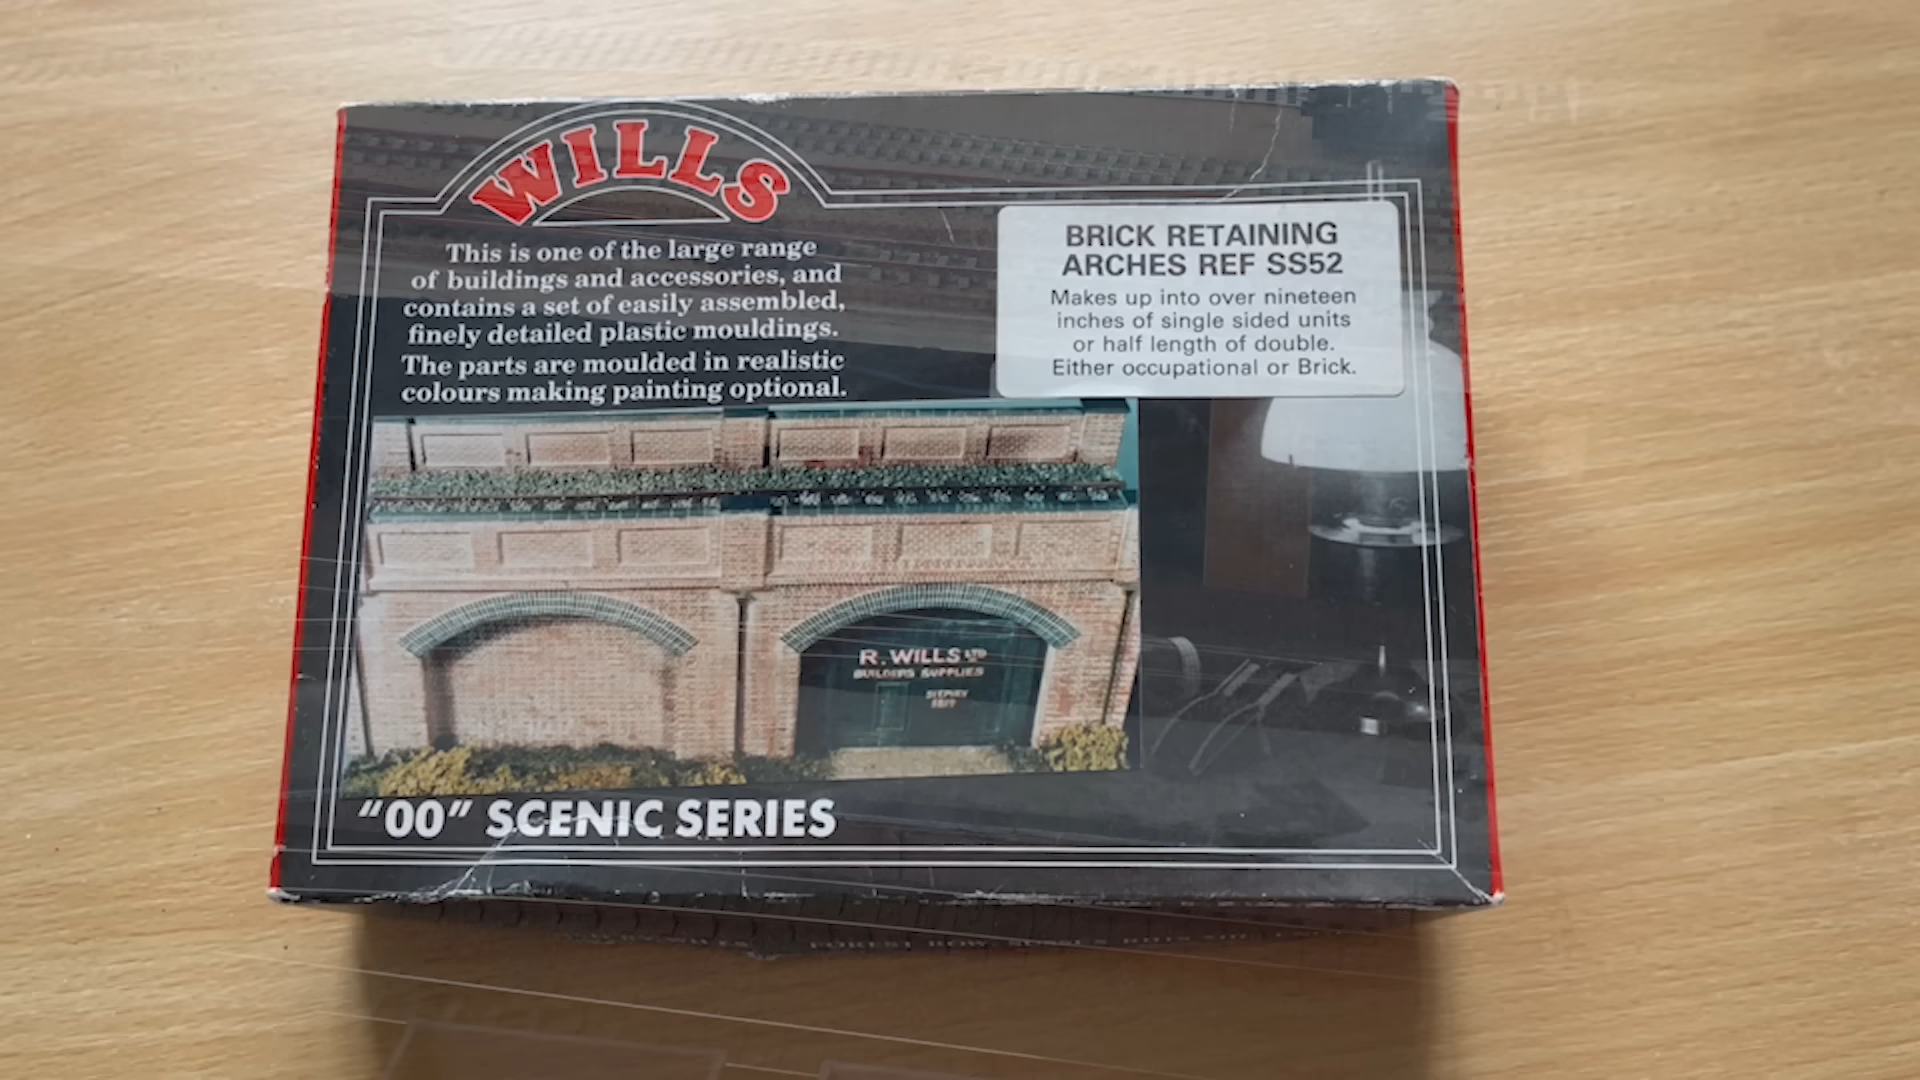 WILLS
This is one of the large range
of buildings and accessories, and
contains a set of easily assembled,
finely detailed plastic mouldings.
The parts are moulded in realistic
colours making painting optional.
BRICK RETAINING
ARCHES REF SS52
Makes up into over nineteen
inches of single sided units
or half length of double.
Either occupational or Brick.
R. WILLS LTD
BUILDERS SUPPLIES
"00" SCENIC SERIES
FOREST ROW